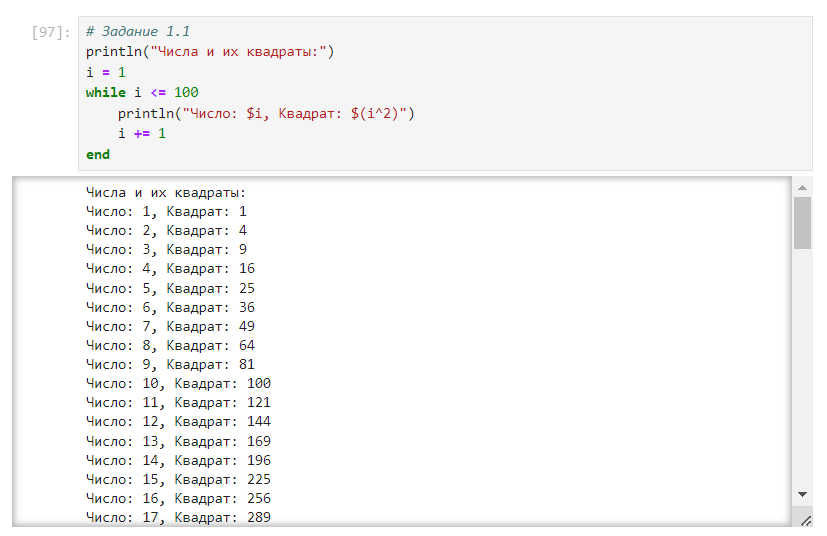 [97]: # Задание 1.1
println("Числа и их квадраты:")
i = 1
while i <= 100
    println("Число: $i, Квадрат: $(i^2)")
    i += 1
end
Числа и их квадраты:
Число: 1, Квадрат: 1
Число: 2, Квадрат: 4
Число: 3, Квадрат: 9
Число: 4, Квадрат: 16
Число: 5, Квадрат: 25
Число: 6, Квадрат: 36
Число: 7, Квадрат: 49
Число: 8, Квадрат: 64
Число: 9, Квадрат: 81
Число: 10, Квадрат: 100
Число: 11, Квадрат: 121
Число: 12, Квадрат: 144
Число: 13, Квадрат: 169
Число: 14, Квадрат: 196
Число: 15, Квадрат: 225
Число: 16, Квадрат: 256
Число: 17, Квадрат: 289